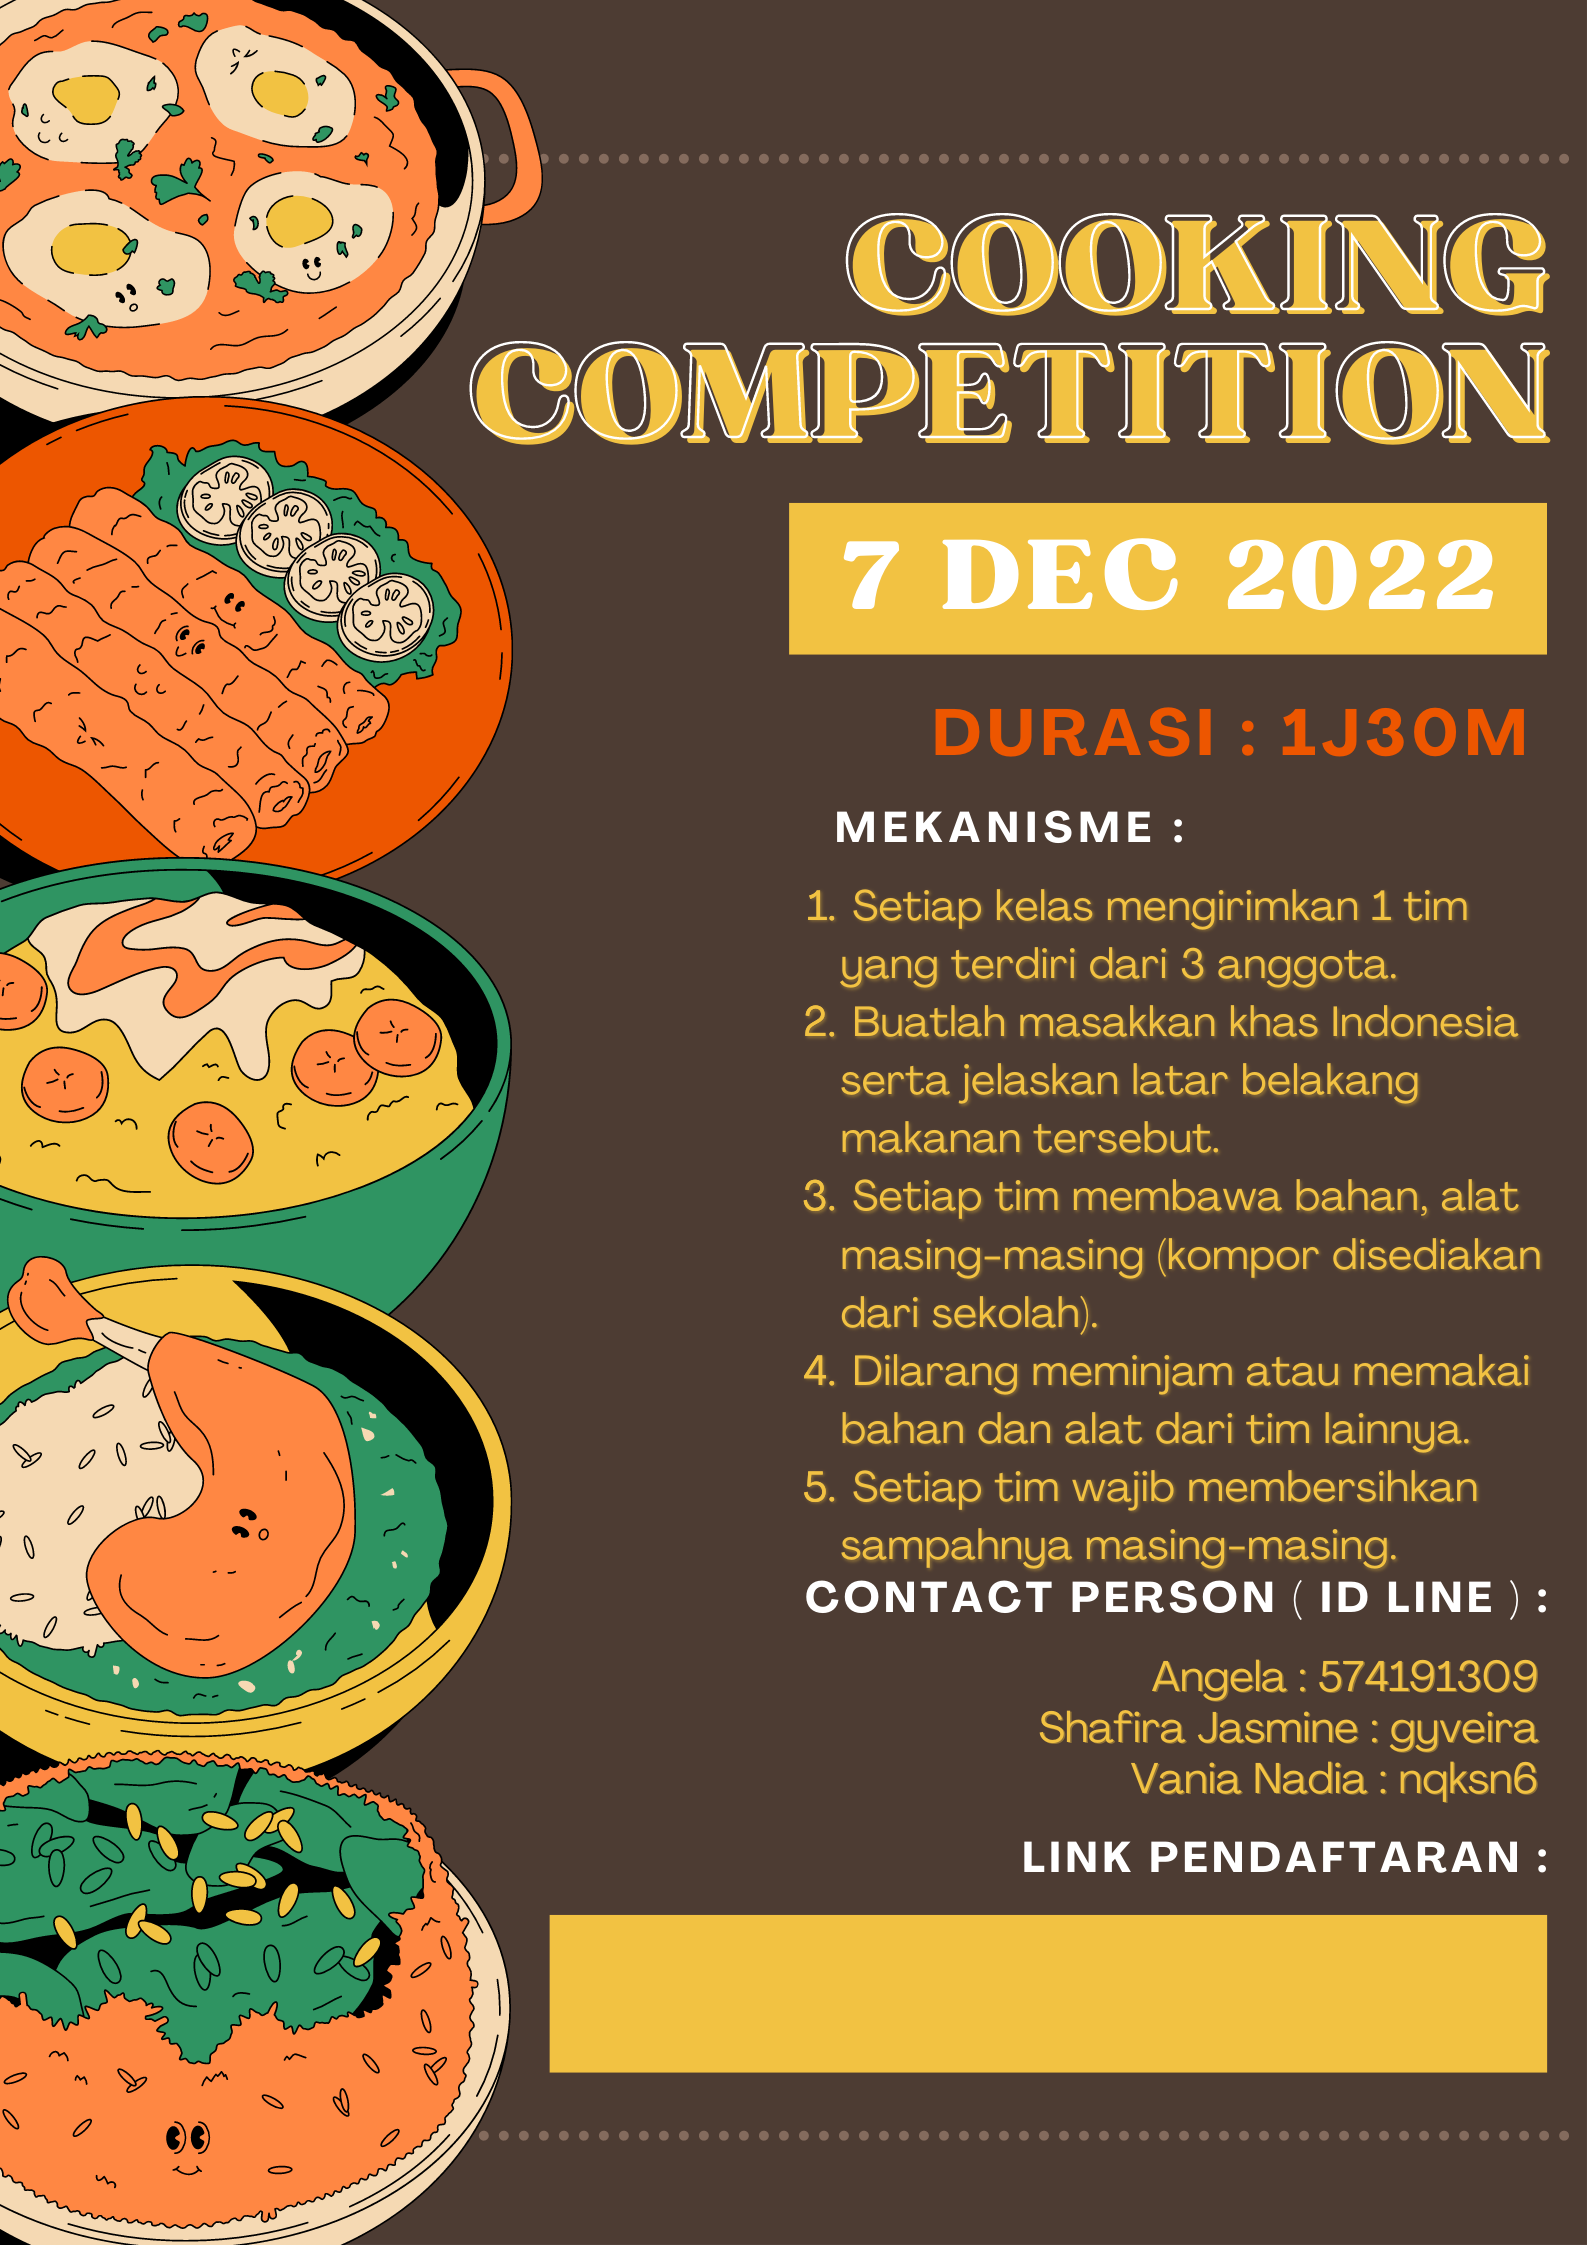 COOKING
COMPETITION
7 DEC 2022
DURASI : 1J30M
MEKANISME :
1. Setiap kelas mengirimkan 1 tim
yang terdiri dari 3 anggota.
2. Buatlah masakkan khas Indonesia
serta jelaskan latar belakang
makanan tersebut.
3. Setiap tim membawa bahan, alat
masing-masing (kompor disediakan
dari sekolah).
4. Dilarang meminjam atau memakai
bahan dan alat dari tim lainnya.
5. Setiap tim wajib membersihkan
sampahnya masing-masing.
CONTACT PERSON ( ID LINE ) :
Angela : 574191309
Shafira Jasmine : gyveira
Vania Nadia : nqksn6
LINK PENDAFTARAN :